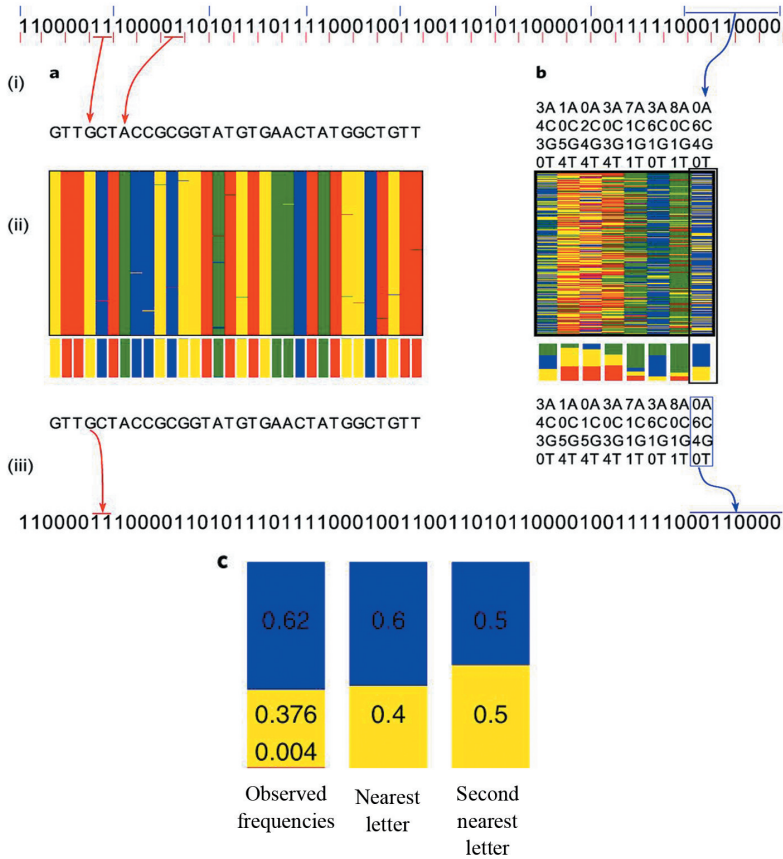 (i)
a
b
GTTGCTACCGCGGTATGTGAACTATGGCTGTT
3A 1A 0A 3A 7A 3A 8A 0A
4C 0C 2C 0C 1C 6C 0C 6C
3G 5G 4G 3G 1G 1G 1G 4G
0T 4T 4T 4T 1T 0T 1T 0T
(ii)
GTTGCTACCGCGGTATGTGAACTATGGCTGTT
3A 1A 0A 3A 7A 3A 8A 0A
4C 0C 1C 0C 1C 6C 0C 6C
3G 5G 5G 3G 1G 1G 1G 4G
0T 4T 4T 4T 1T 0T 1T 0T
(iii)
c
0.62
0.376
0.004
Observed
frequencies
0.6
0.4
Nearest
letter
0.5
0.5
Second
nearest
letter